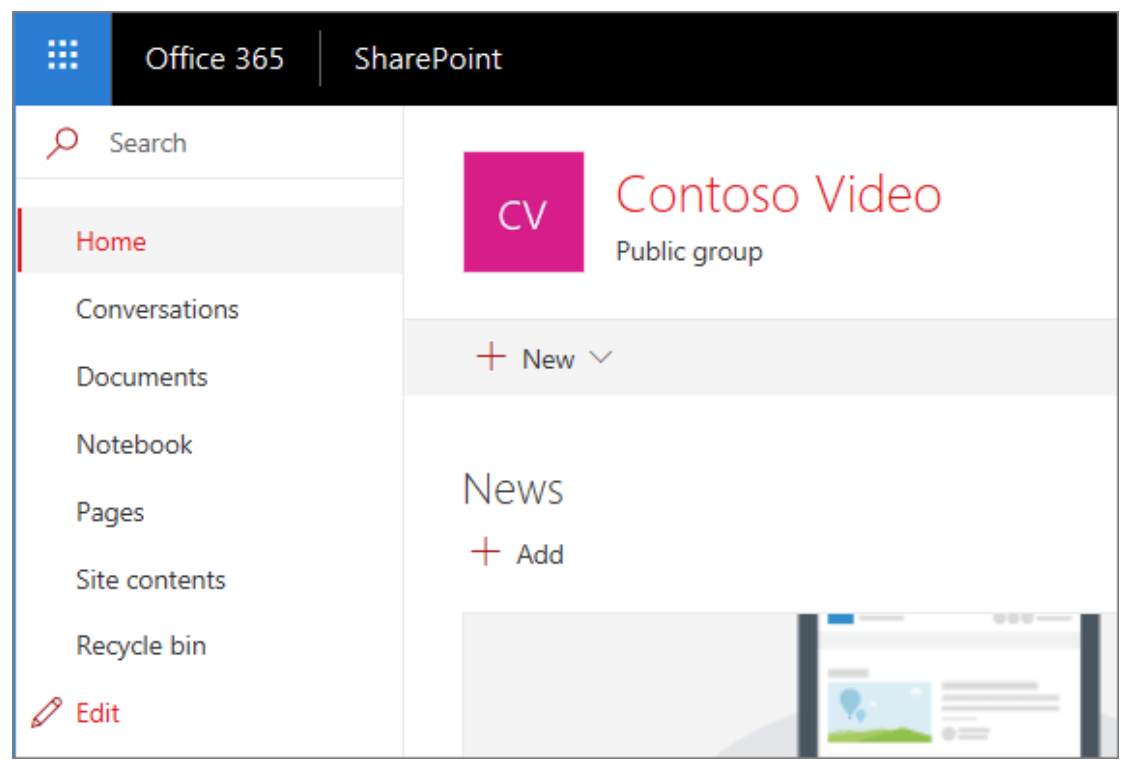 Office 365
SharePoint
Search
Home
Conversations
Documents
Notebook
Pages
Site contents
Recycle bin
Edit
CV
Contoso Video
Public group
New
News
Add